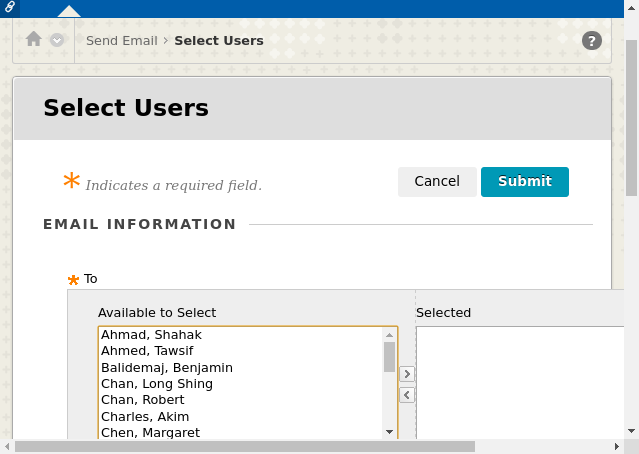 Send Email > Select Users
?
Select Users
* Indicates a required field.
Cancel
Submit
EMAIL INFORMATION
* To
Available to Select
Selected
Ahmad, Shahak
Ahmed, Tawsif
Balidemaj, Benjamin
Chan, Long Shing
Chan, Robert
Charles, Akim
Chen, Margaret